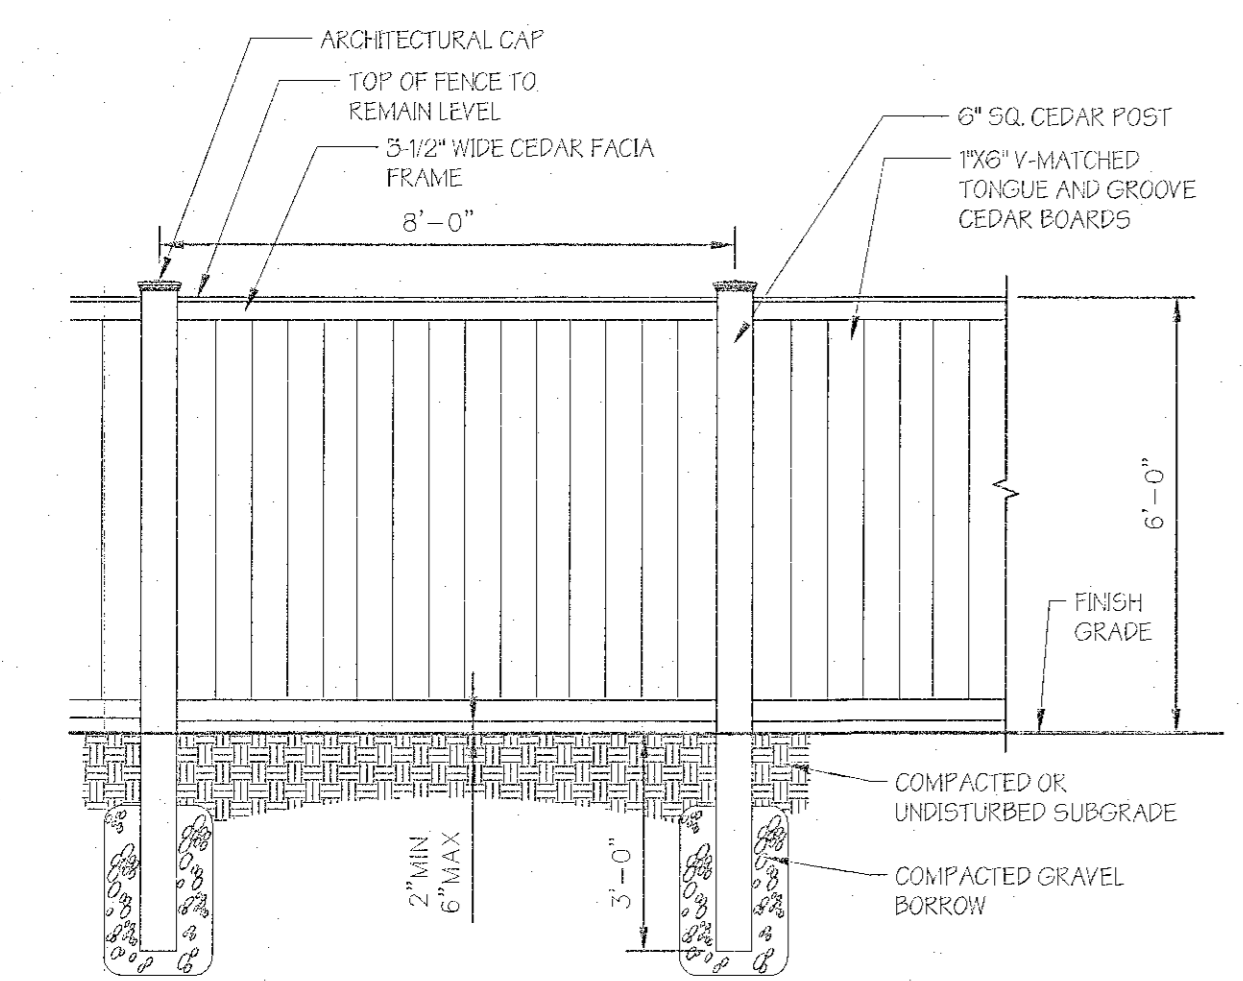 ARCHITECTURAL CAP
TOP OF FENCE TO
REMAIN LEVEL
3-1/2" WIDE CEDAR FACIA
FRAME
8'-0"
6" SQ. CEDAR POST
1"X6" V-MATCHED
TONGUE AND GROOVE
CEDAR BOARDS
6'-0"
FINISH
GRADE
COMPACTED OR
UNDISTURBED SUBGRADE
2"MIN
6"MAX
3'-0"
COMPACTED GRAVEL
BORROW